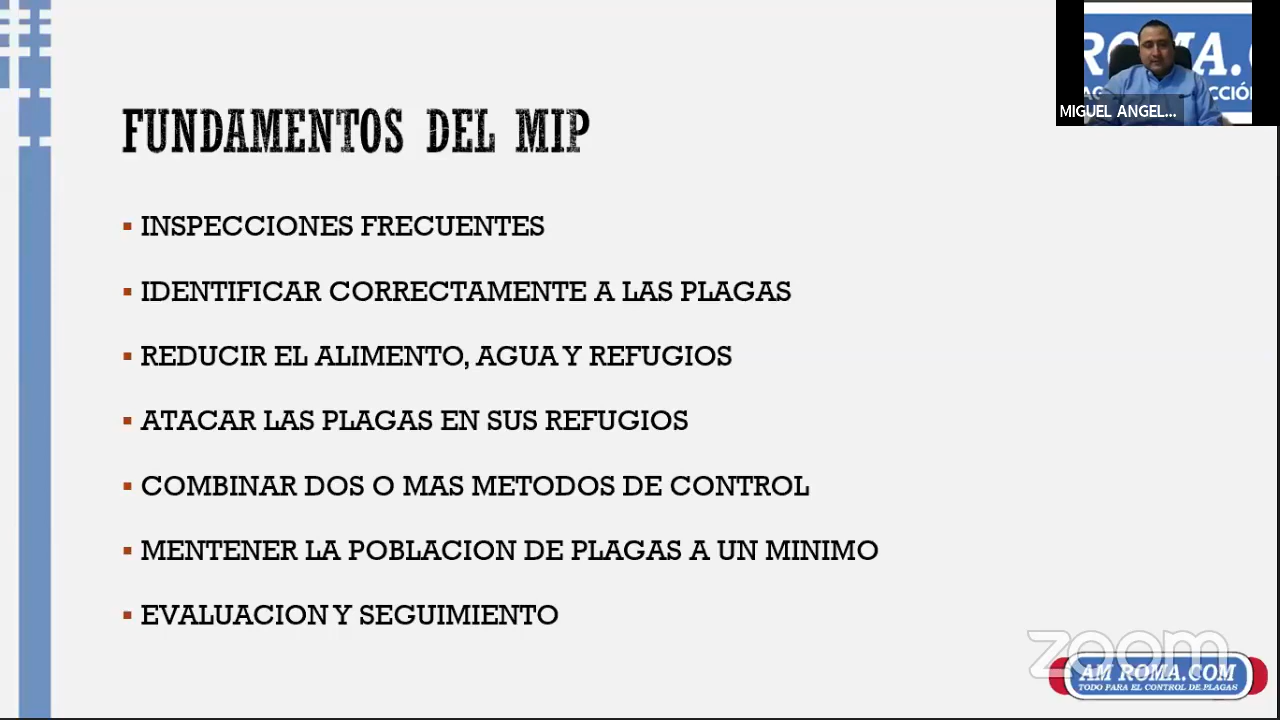 ROMA.C
CCIÓN
MIGUEL ANGEL...
FUNDAMENTOS DEL MIP
▪ INSPECCIONES FRECUENTES
▪ IDENTIFICAR CORRECTAMENTE A LAS PLAGAS
▪ REDUCIR EL ALIMENTO, AGUA Y REFUGIOS
▪ ATACAR LAS PLAGAS EN SUS REFUGIOS
▪ COMBINAR DOS O MAS METODOS DE CONTROL
▪ MENTENER LA POBLACION DE PLAGAS A UN MINIMO
▪ EVALUACION Y SEGUIMIENTO
zoom
AM ROMA.COM
TODO PARA EL CONTROL DE PLAGAS